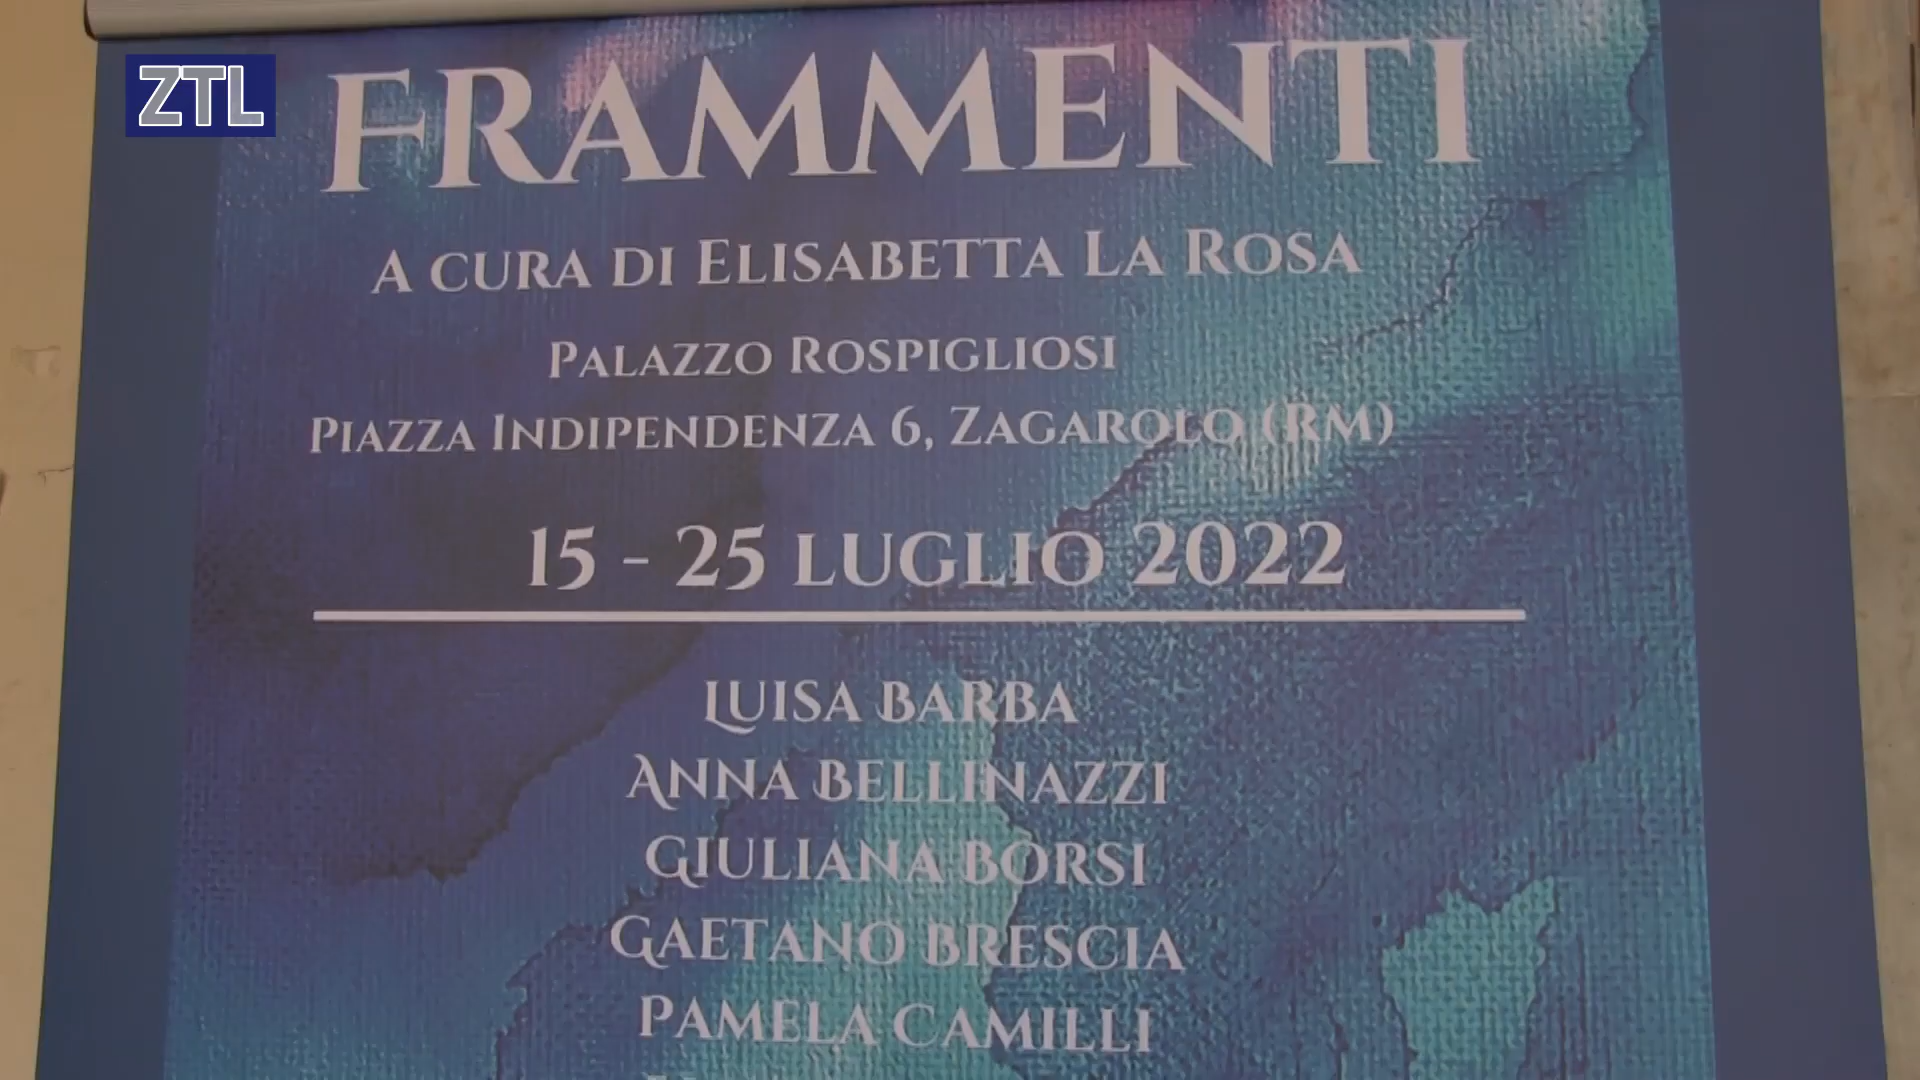 ZTL
FRAMMENTI
A CURA DI ELISABETTA LA ROSA
PALAZZO ROSPIGLIOSI
PIAZZA INDIPENDENZA 6, ZAGAROLO (RM)
15 - 25 LUGLIO 2022
LUISA BARBA
ANNA BELLINAZZI
GIULIANA BORSI
GAETANO BRESCIA
PAMELA CAMILLI